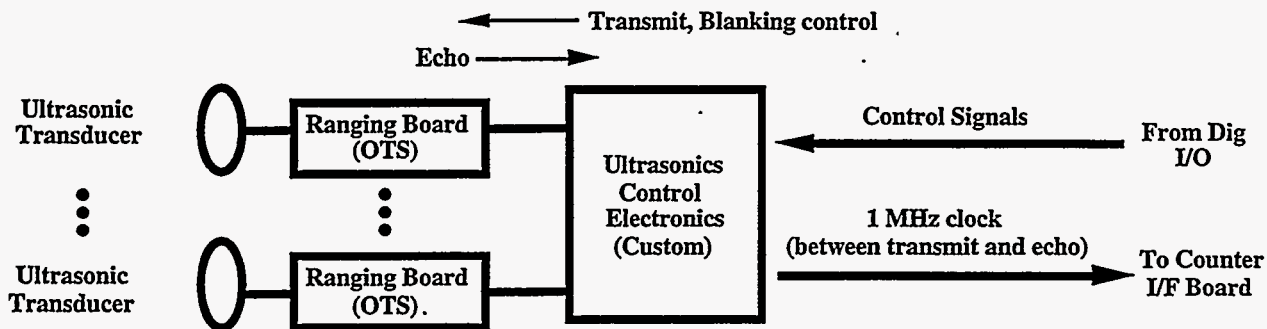 Transmit, Blanking control
Echo
Ultrasonic
Transducer
Ranging Board
(OTS)
Ultrasonics
Control
Electronics
(Custom)
Control Signals
From Dig
I/O
1 MHz clock
(between transmit and echo)
To Counter
I/F Board
Ultrasonic
Transducer
Ranging Board
(OTS).